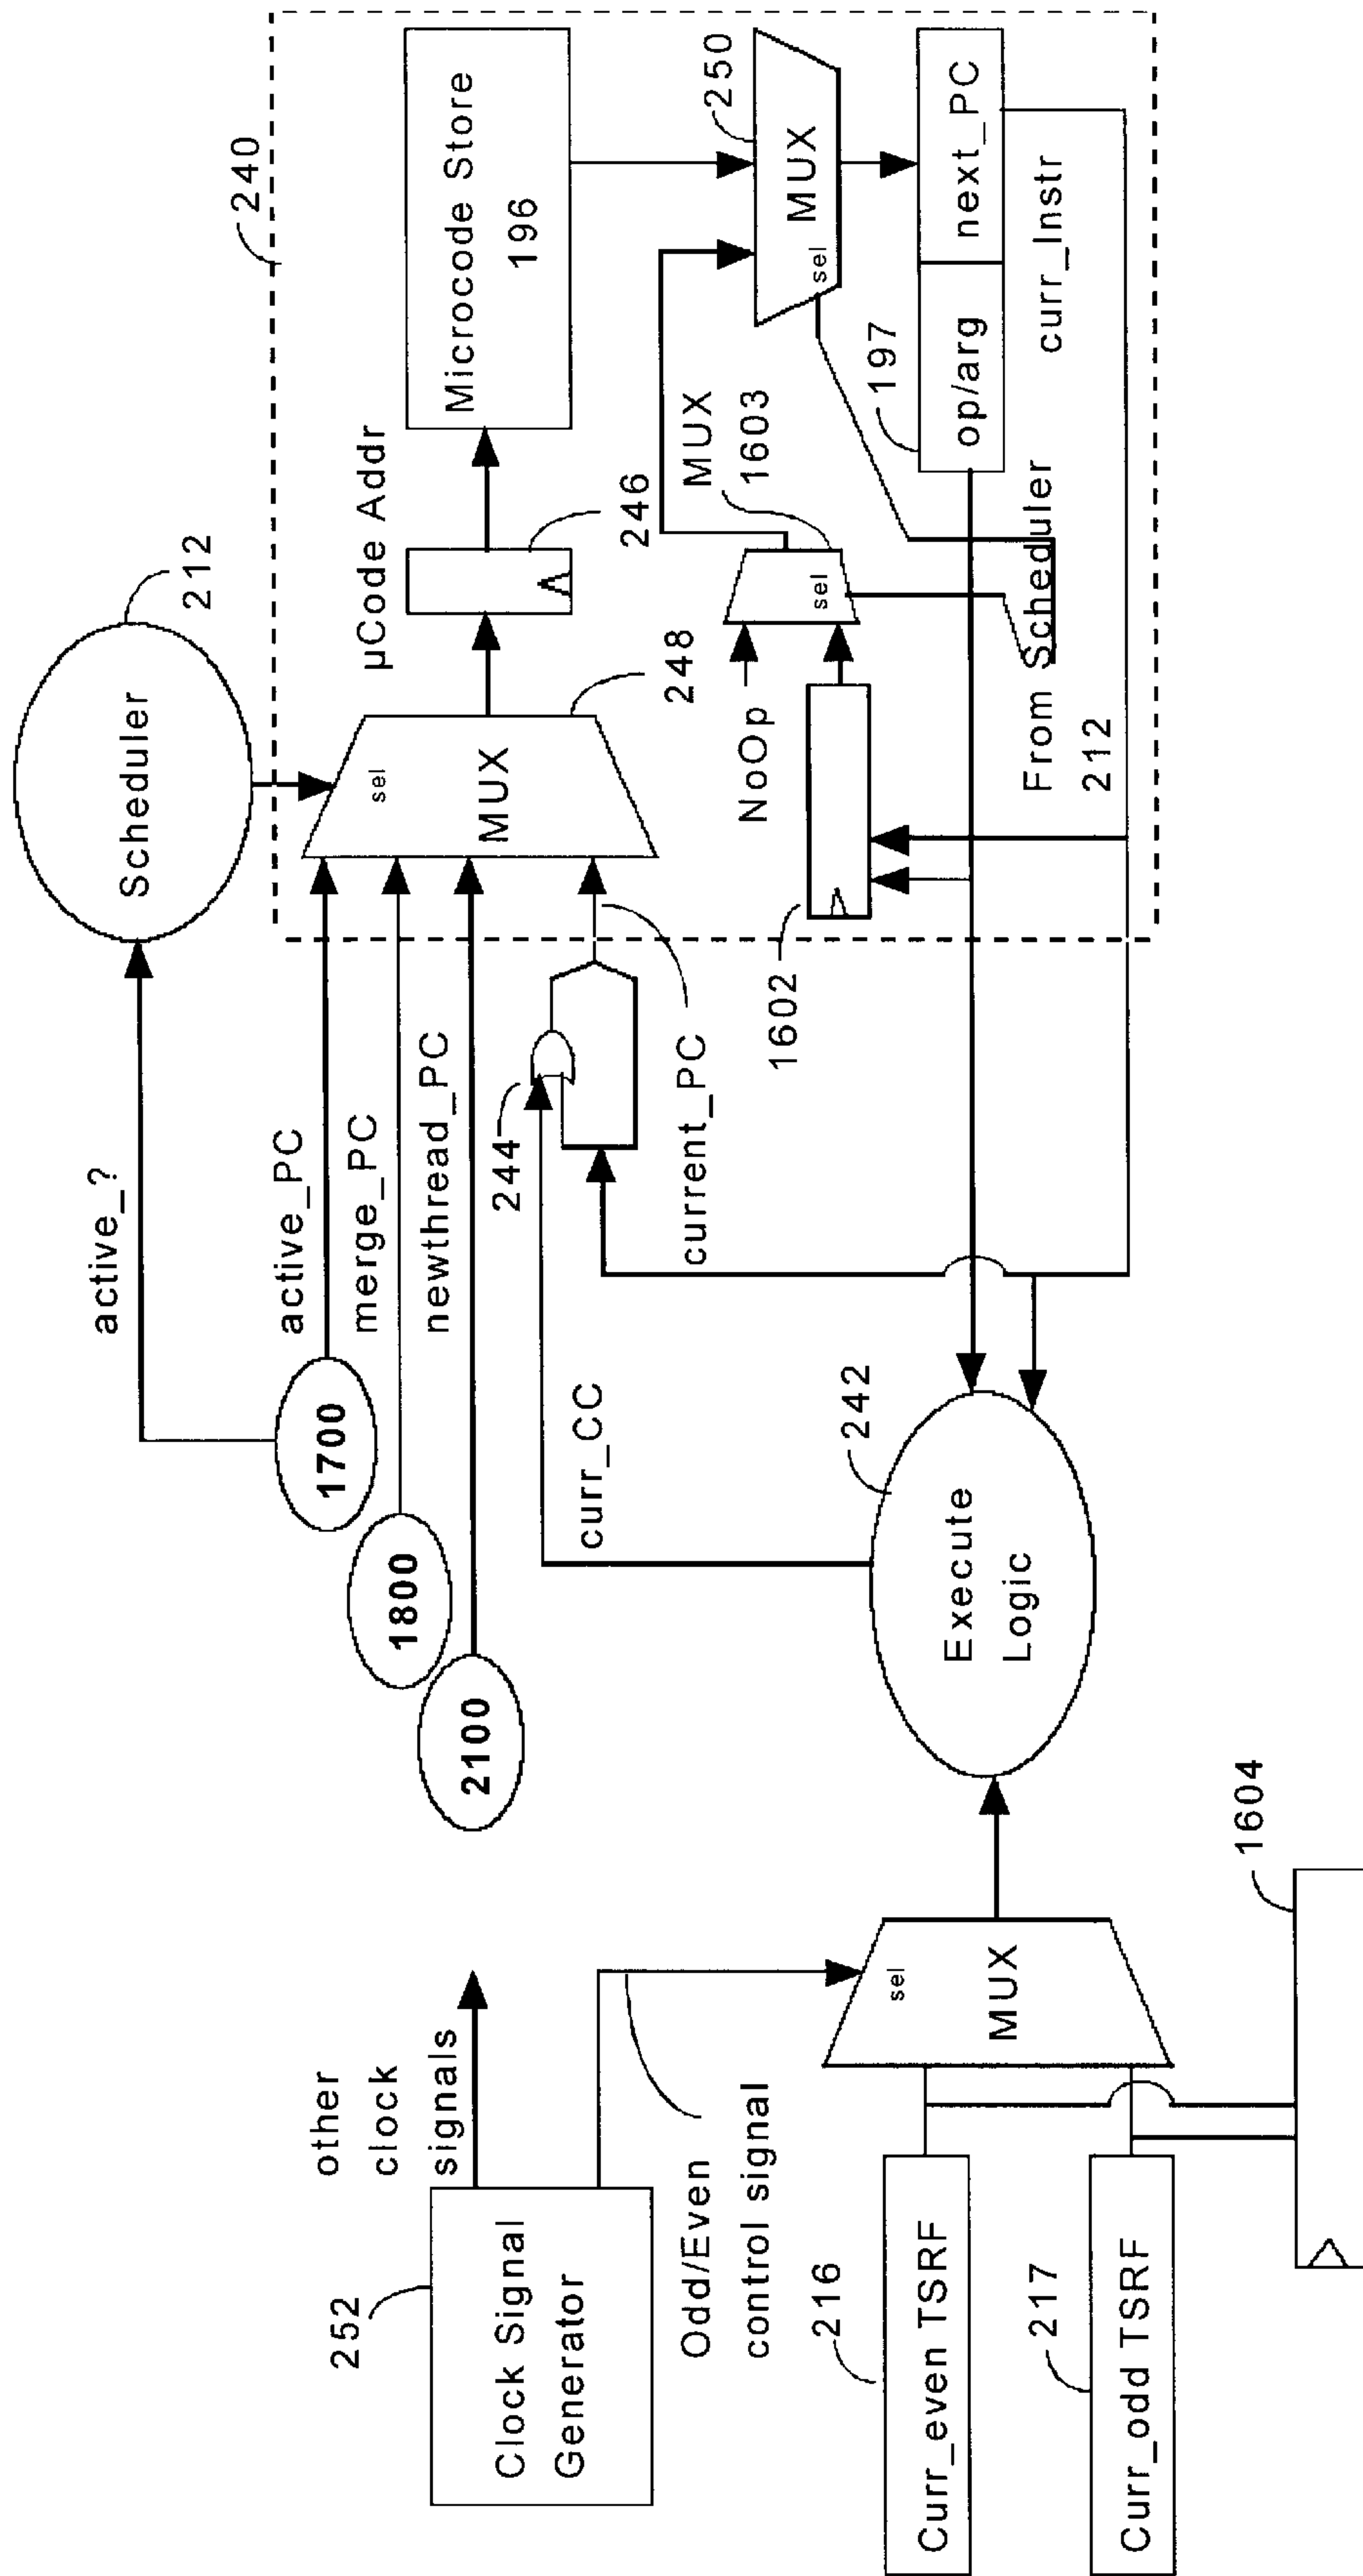 240
212
Scheduler
active_?
1700
active_PC
1800
merge_PC
2100
newthread_PC
sel
MUX
248
µCode Addr
246
Microcode Store
196
250
MUX
sel
MUX
1603
sel
NoOp
197
op/arg
next_PC
curr_Instr
From Scheduler
212
1602
244
current_PC
curr_CC
242
Execute
Logic
other
clock
signals
252
Clock Signal
Generator
Odd/Even
control signal
sel
MUX
216
Curr_even TSRF
217
Curr_odd TSRF
1604